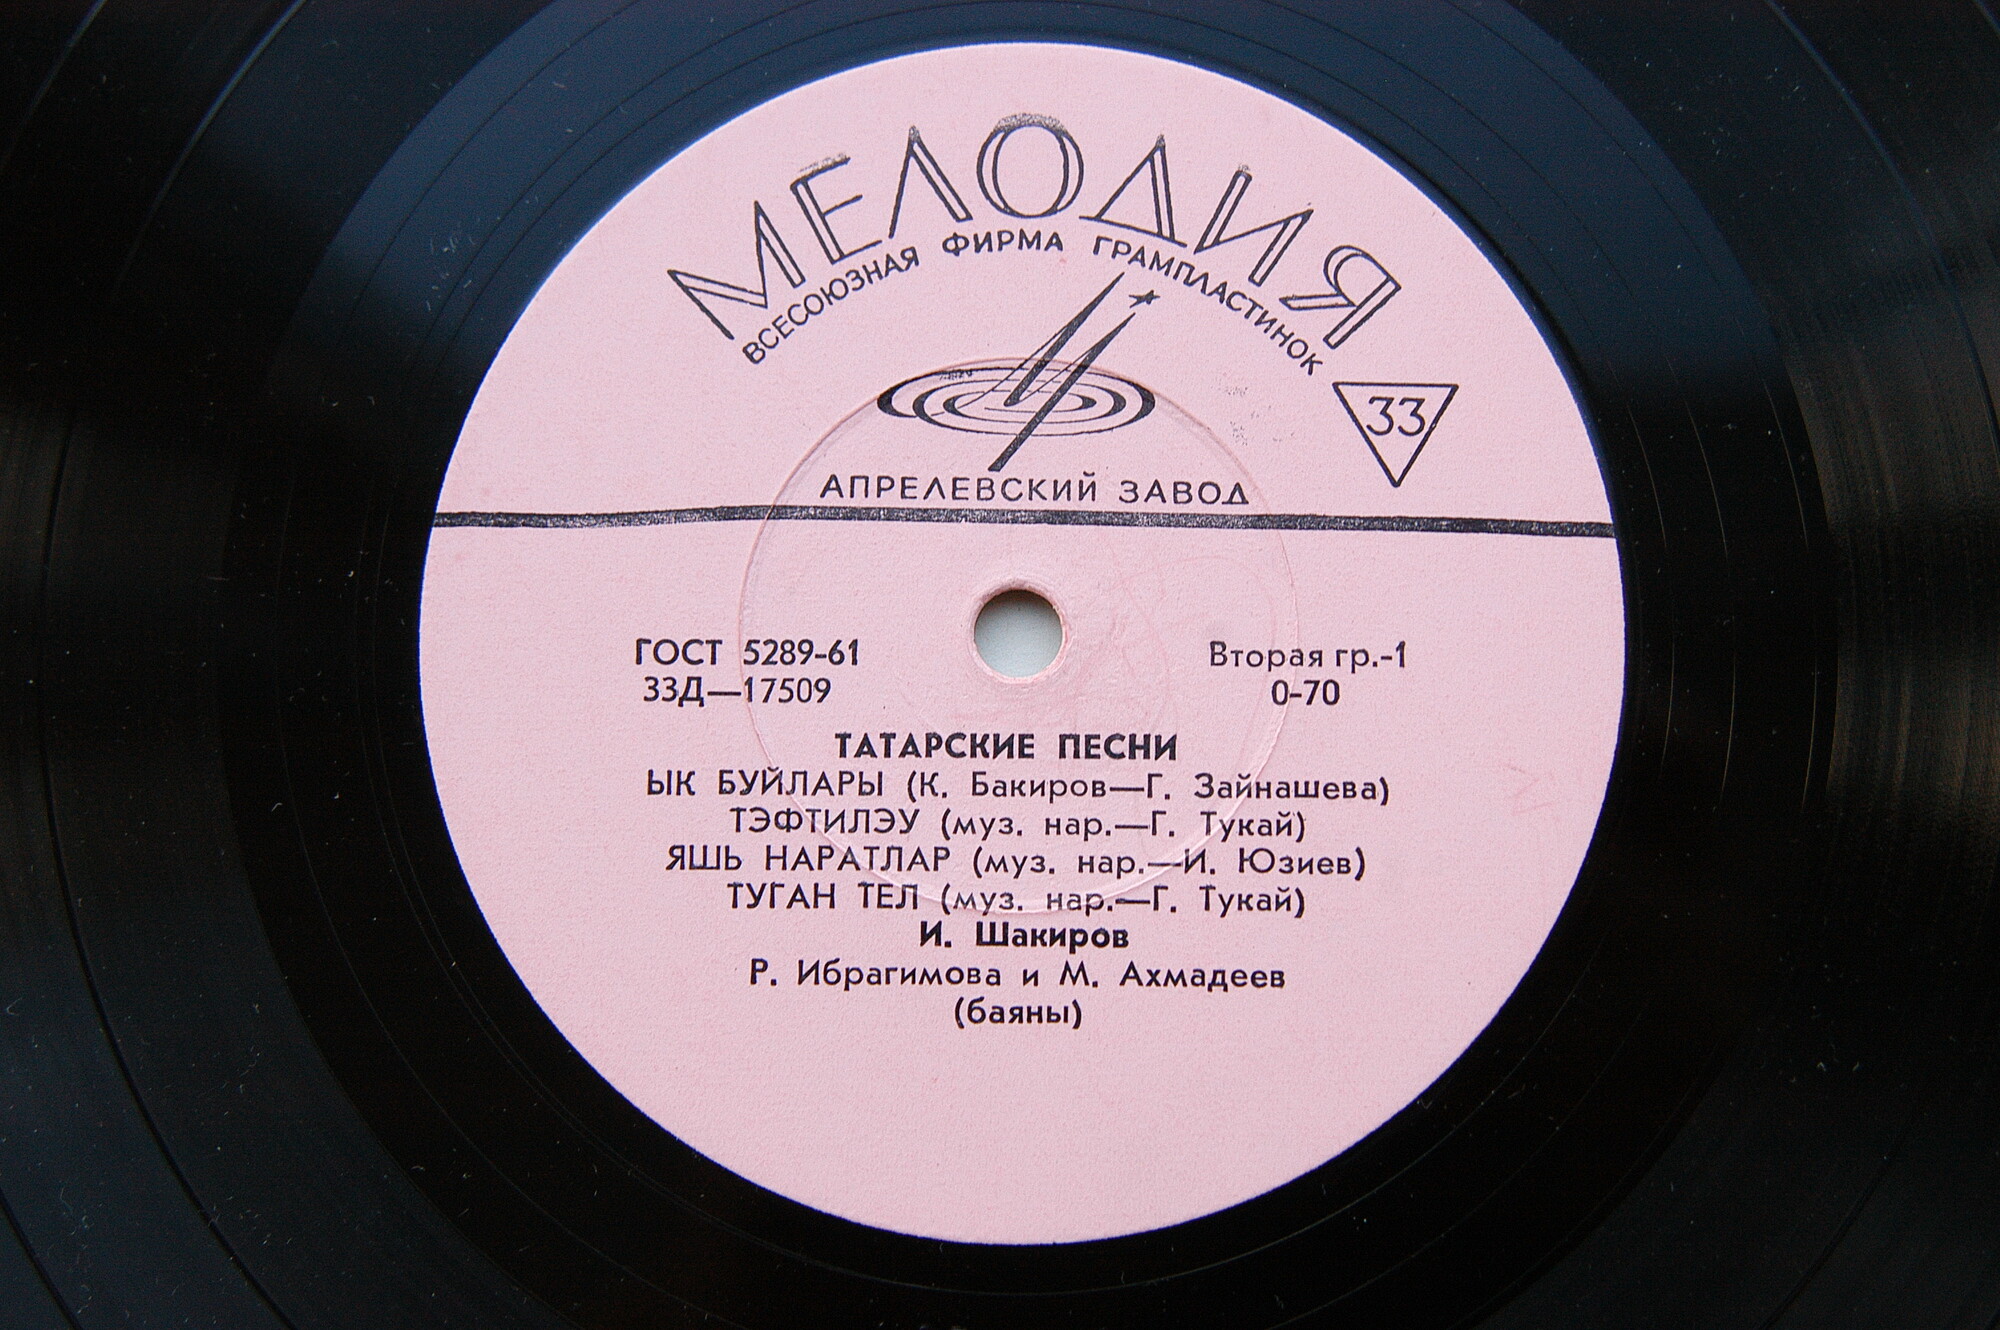 МЕЛОДИЯ
ВСЕСОЮЗНАЯ ФИРМА ГРАМПЛАСТИНОК
33
АПРЕЛЕВСКИЙ ЗАВОД
ГОСТ 5289-61 Вторая гр.-1
33Д—17509 0-70
ТАТАРСКИЕ ПЕСНИ
ЫК БУЙЛАРЫ (К. Бакиров—Г. Зайнашева)
ТЭФТИЛЭУ (муз. нар.—Г. Тукай)
ЯШЬ НАРАТЛАР (муз. нар.—И. Юзиев)
ТУГАН ТЕЛ (муз. нар.—Г. Тукай)
И. Шакиров
Р. Ибрагимова и М. Ахмадеев
(баяны)